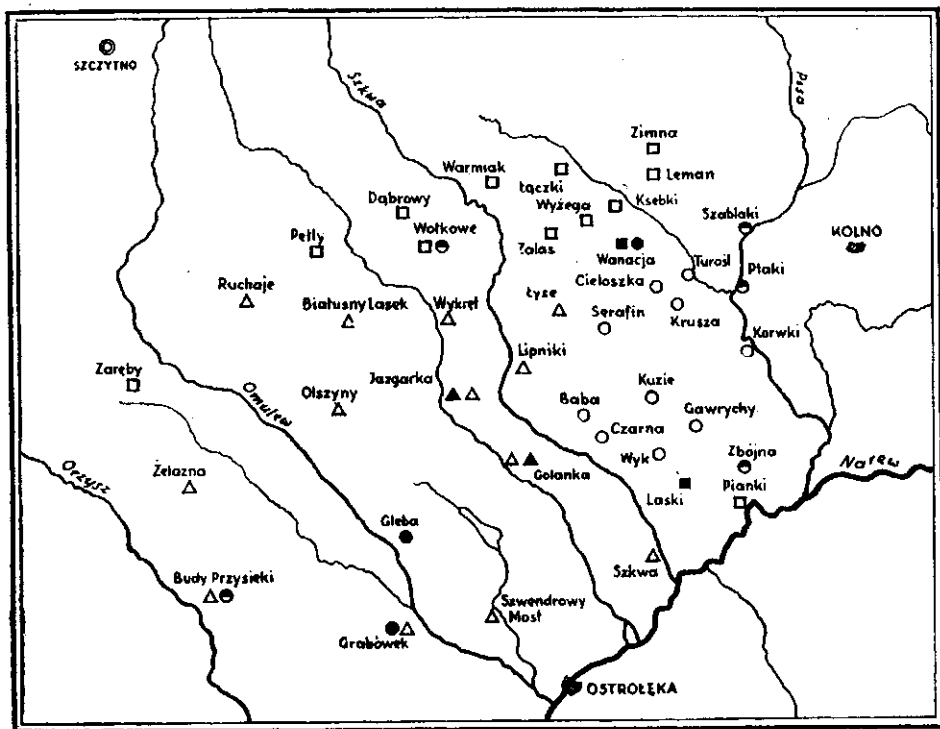 SZCZYTNO
Szkwa
Pisa
Zimna
Warmiak
Łączki
Leman
Ksebki
Dąbrowy
Wyżega
Szablaki
KOLNO
Wołkowe
Pełty
Zalas
Wanacja
Turośl
Ptaki
Ruchaje
Cieloszka
Białusny Lasek
Wykręt
Łyse
Serafin
Krusza
Korwki
Lipniki
Zaręby
Jazgarka
Omulew
Olszyny
Kuzie
Baba
Gawrychy
Czarna
Wyk
Zbójna
Narew
Orzysz
Żelazna
Golanka
Laski
Pianki
Gleba
Szkwa
Budy Przysieki
Szwendrowy
Most
Grabówek
OSTROŁĘKA